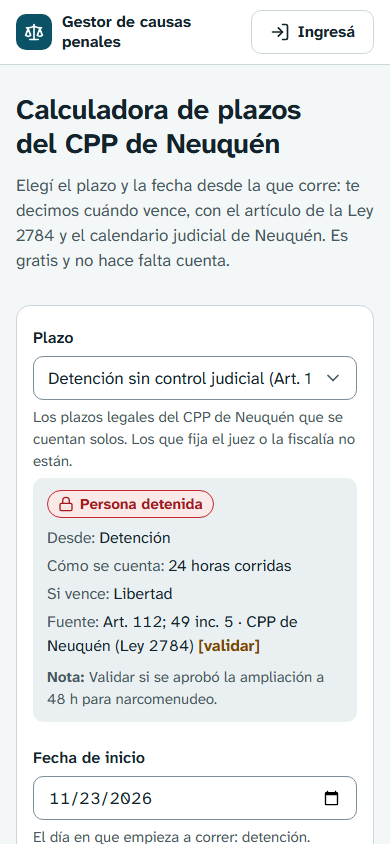 Gestor de causas
penales
Ingresá
Calculadora de plazos
del CPP de Neuquén
Elegí el plazo y la fecha desde la que corre: te
decimos cuándo vence, con el artículo de la Ley
2784 y el calendario judicial de Neuquén. Es
gratis y no hace falta cuenta.
Plazo
Detención sin control judicial (Art. 1
Los plazos legales del CPP de Neuquén que se
cuentan solos. Los que fija el juez o la fiscalía no
están.
Persona detenida
Desde: Detención
Cómo se cuenta: 24 horas corridas
Si vence: Libertad
Fuente: Art. 112; 49 inc. 5 · CPP de
Neuquén (Ley 2784) [validar]
Nota: Validar si se aprobó la ampliación a
48 h para narcomenudeo.
Fecha de inicio
11/23/2026
El día en que empieza a correr: detención.